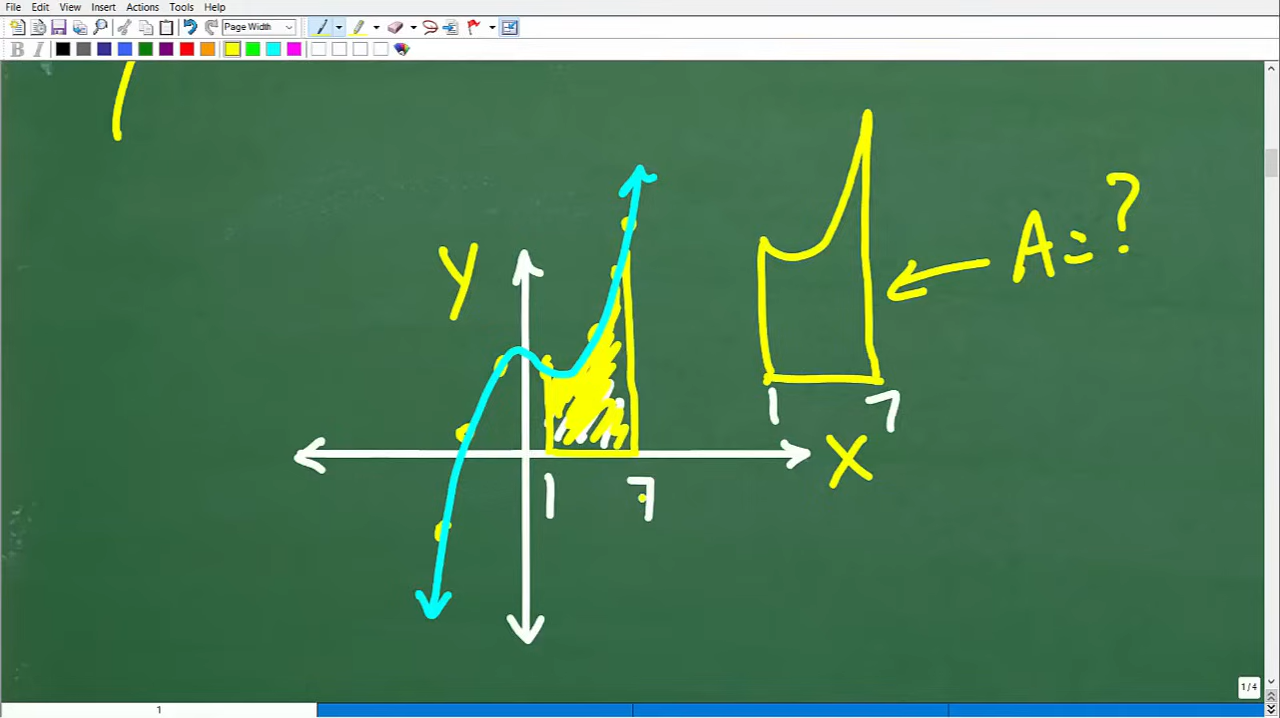 File Edit View Insert Actions Tools Help
Page Width
B I
y
A = ?
1 7
x
1 7
1/4
1